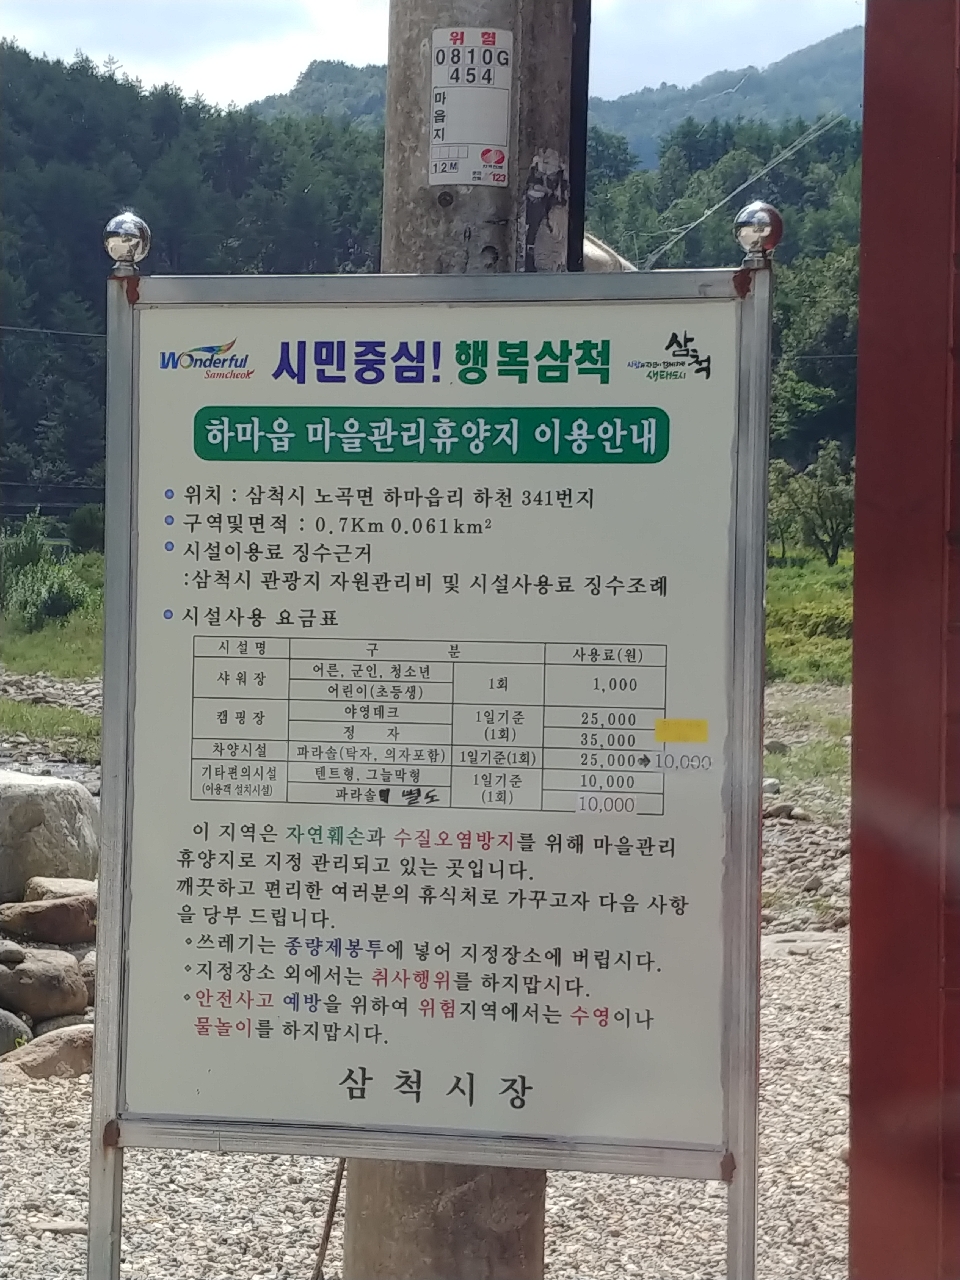 위 험
0810G
454
마
읍
지
12M
123
Wonderful
Samcheok
시민중심! 행복삼척
삼척
생태도시
하마읍 마을관리휴양지 이용안내
위치 : 삼척시 노곡면 하마읍리 하천 341번지
구역및면적 : 0.7Km 0.061km²
시설이용료 징수근거
:삼척시 관광지 자원관리비 및 시설사용료 징수조례
시설사용 요금표
시설명 구 분 사용료(원)
샤워장 어른, 군인, 청소년 1회 1,000
어린이(초등생)
캠핑장 야영데크 1일기준 25,000
정 자 (1회) 35,000
차양시설 파라솔(탁자, 의자포함) 1일기준(1회) 25,000➔10,000
기타편의시설 텐트형, 그늘막형 1일기준 10,000
(이용객 설치시설) 파라솔 별도 (1회) 10,000
이 지역은 자연훼손과 수질오염방지를 위해 마을관리
휴양지로 지정 관리되고 있는 곳입니다.
깨끗하고 편리한 여러분의 휴식처로 가꾸고자 다음 사항
을 당부 드립니다.
∘쓰레기는 종량제봉투에 넣어 지정장소에 버립시다.
∘지정장소 외에서는 취사행위를 하지맙시다.
∘안전사고 예방을 위하여 위험지역에서는 수영이나
물놀이를 하지맙시다.
삼 척 시 장